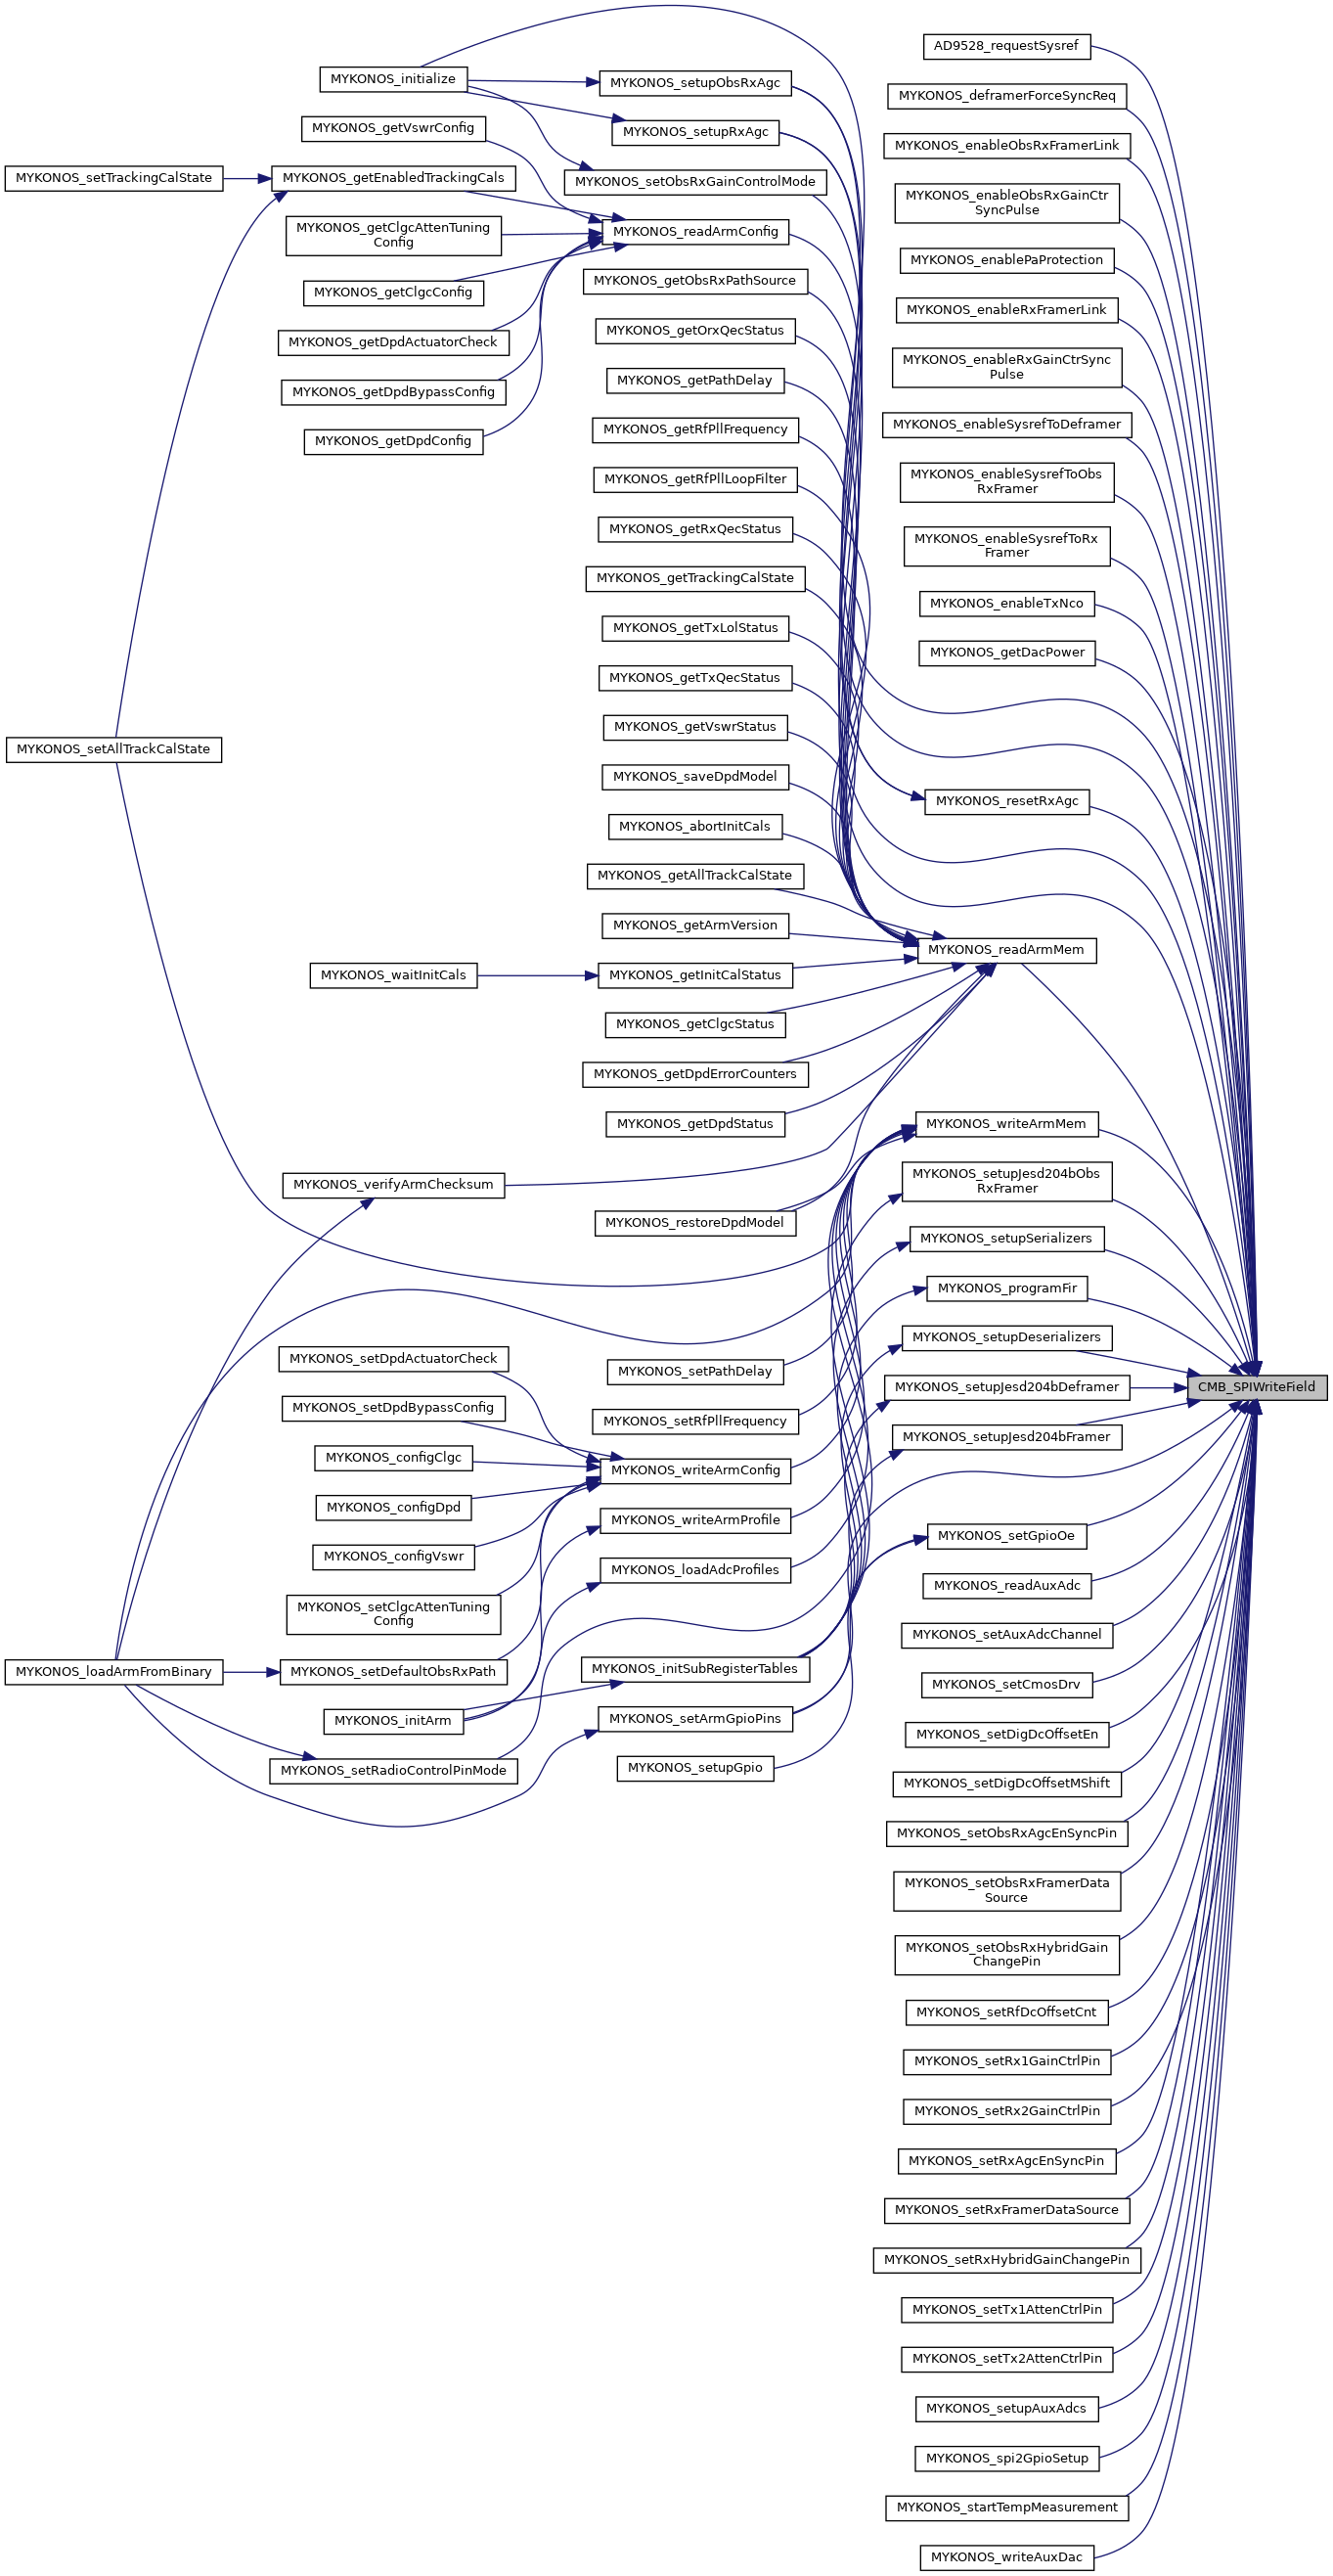 MYKONOS_setTrackingCalState
MYKONOS_setAllTrackCalState
MYKONOS_loadArmFromBinary
MYKONOS_initialize
MYKONOS_getVswrConfig
MYKONOS_getEnabledTrackingCals
MYKONOS_getClgcAttenTuning
Config
MYKONOS_getClgcConfig
MYKONOS_getDpdActuatorCheck
MYKONOS_getDpdBypassConfig
MYKONOS_getDpdConfig
MYKONOS_waitInitCals
MYKONOS_verifyArmChecksum
MYKONOS_setDpdActuatorCheck
MYKONOS_setDpdBypassConfig
MYKONOS_configClgc
MYKONOS_configDpd
MYKONOS_configVswr
MYKONOS_setClgcAttenTuning
Config
MYKONOS_setDefaultObsRxPath
MYKONOS_initArm
MYKONOS_setRadioControlPinMode
MYKONOS_setupObsRxAgc
MYKONOS_setupRxAgc
MYKONOS_setObsRxGainControlMode
MYKONOS_readArmConfig
MYKONOS_getObsRxPathSource
MYKONOS_getOrxQecStatus
MYKONOS_getPathDelay
MYKONOS_getRfPllFrequency
MYKONOS_getRfPllLoopFilter
MYKONOS_getRxQecStatus
MYKONOS_getTrackingCalState
MYKONOS_getTxLolStatus
MYKONOS_getTxQecStatus
MYKONOS_getVswrStatus
MYKONOS_saveDpdModel
MYKONOS_abortInitCals
MYKONOS_getAllTrackCalState
MYKONOS_getArmVersion
MYKONOS_getInitCalStatus
MYKONOS_getClgcStatus
MYKONOS_getDpdErrorCounters
MYKONOS_getDpdStatus
MYKONOS_restoreDpdModel
MYKONOS_setPathDelay
MYKONOS_setRfPllFrequency
MYKONOS_writeArmConfig
MYKONOS_writeArmProfile
MYKONOS_loadAdcProfiles
MYKONOS_initSubRegisterTables
MYKONOS_setArmGpioPins
MYKONOS_setupGpio
AD9528_requestSysref
MYKONOS_deframerForceSyncReq
MYKONOS_enableObsRxFramerLink
MYKONOS_enableObsRxGainCtr
SyncPulse
MYKONOS_enablePaProtection
MYKONOS_enableRxFramerLink
MYKONOS_enableRxGainCtrSync
Pulse
MYKONOS_enableSysrefToDeframer
MYKONOS_enableSysrefToObs
RxFramer
MYKONOS_enableSysrefToRx
Framer
MYKONOS_enableTxNco
MYKONOS_getDacPower
MYKONOS_resetRxAgc
MYKONOS_readArmMem
MYKONOS_writeArmMem
MYKONOS_setupJesd204bObs
RxFramer
MYKONOS_setupSerializers
MYKONOS_programFir
MYKONOS_setupDeserializers
MYKONOS_setupJesd204bDeframer
MYKONOS_setupJesd204bFramer
MYKONOS_setGpioOe
MYKONOS_readAuxAdc
MYKONOS_setAuxAdcChannel
MYKONOS_setCmosDrv
MYKONOS_setDigDcOffsetEn
MYKONOS_setDigDcOffsetMShift
MYKONOS_setObsRxAgcEnSyncPin
MYKONOS_setObsRxFramerData
Source
MYKONOS_setObsRxHybridGain
ChangePin
MYKONOS_setRfDcOffsetCnt
MYKONOS_setRx1GainCtrlPin
MYKONOS_setRx2GainCtrlPin
MYKONOS_setRxAgcEnSyncPin
MYKONOS_setRxFramerDataSource
MYKONOS_setRxHybridGainChangePin
MYKONOS_setTx1AttenCtrlPin
MYKONOS_setTx2AttenCtrlPin
MYKONOS_setupAuxAdcs
MYKONOS_spi2GpioSetup
MYKONOS_startTempMeasurement
MYKONOS_writeAuxDac
CMB_SPIWriteField